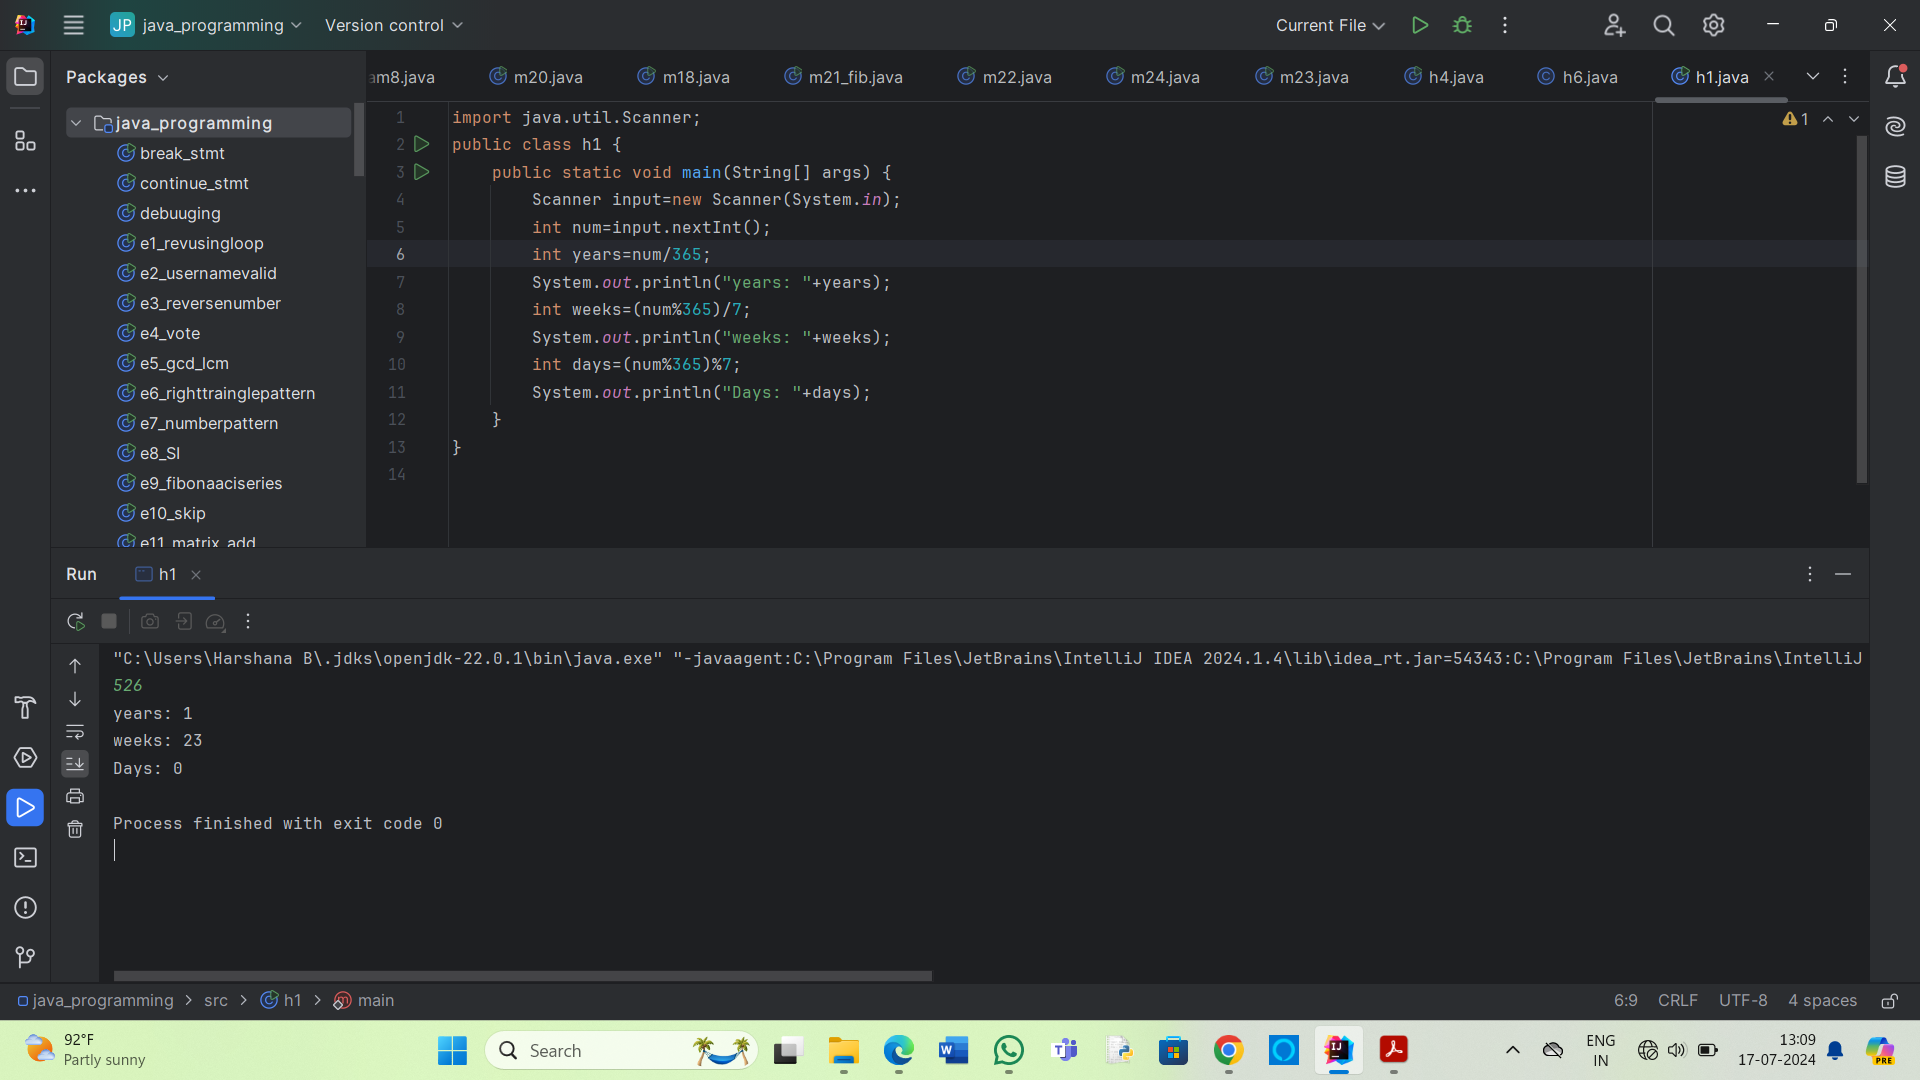 JP java_programming Version control Current File
Packages
am8.java m20.java m18.java m21_fib.java m22.java m24.java m23.java h4.java h6.java h1.java
java_programming
break_stmt
continue_stmt
debuuging
e1_revusingloop
e2_usernamevalid
e3_reversenumber
e4_vote
e5_gcd_lcm
e6_righttrainglepattern
e7_numberpattern
e8_SI
e9_fibonaaciseries
e10_skip
e11_matrix_add
1 import java.util.Scanner;
2 public class h1 {
3 public static void main(String[] args) {
4 Scanner input=new Scanner(System.in);
5 int num=input.nextInt();
6 int years=num/365;
7 System.out.println("years: "+years);
8 int weeks=(num%365)/7;
9 System.out.println("weeks: "+weeks);
10 int days=(num%365)%7;
11 System.out.println("Days: "+days);
12 }
13 }
14
1
Run h1
"C:\Users\Harshana B\.jdks\openjdk-22.0.1\bin\java.exe" "-javaagent:C:\Program Files\JetBrains\IntelliJ IDEA 2024.1.4\lib\idea_rt.jar=54343:C:\Program Files\JetBrains\IntelliJ
526
years: 1
weeks: 23
Days: 0
Process finished with exit code 0
java_programming > src > h1 > main
6:9 CRLF UTF-8 4 spaces
92°F
Partly sunny
Search
ENG
IN
13:09
17-07-2024
PRE